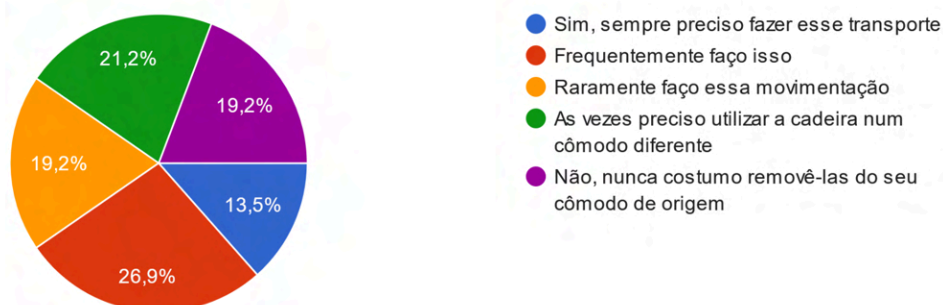 21,2%
19,2%
19,2%
13,5%
26,9%
Sim, sempre preciso fazer esse transporte
Frequentemente faço isso
Raramente faço essa movimentação
As vezes preciso utilizar a cadeira num
cômodo diferente
Não, nunca costumo removê-las do seu
cômodo de origem